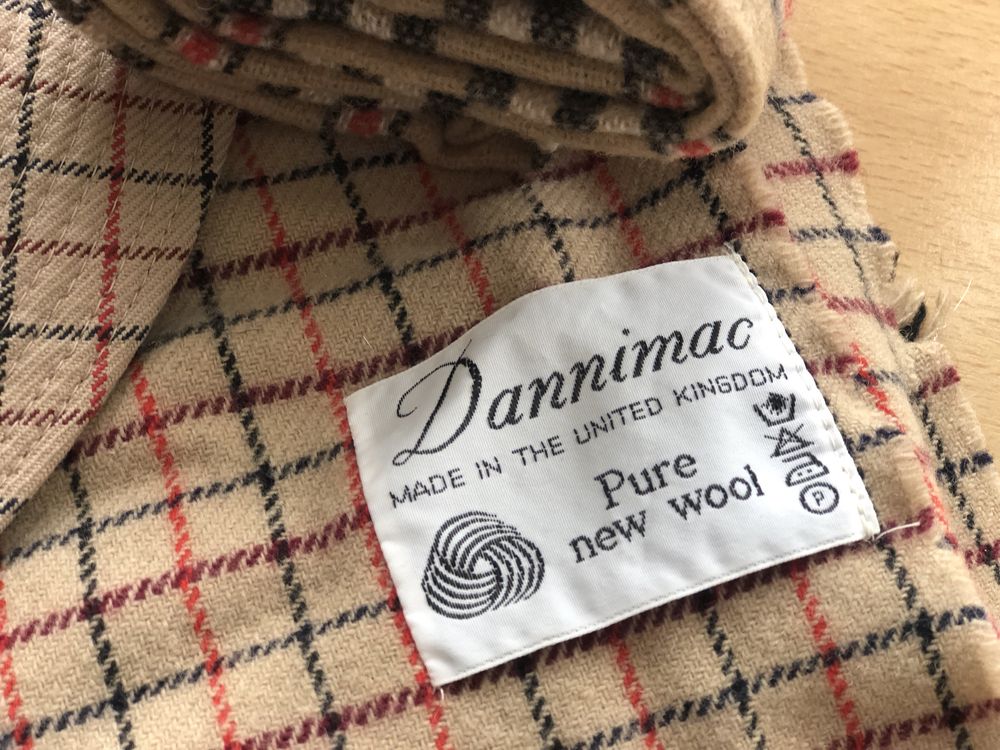 Dannimac
MADE IN THE UNITED KINGDOM
Pure
new wool
P